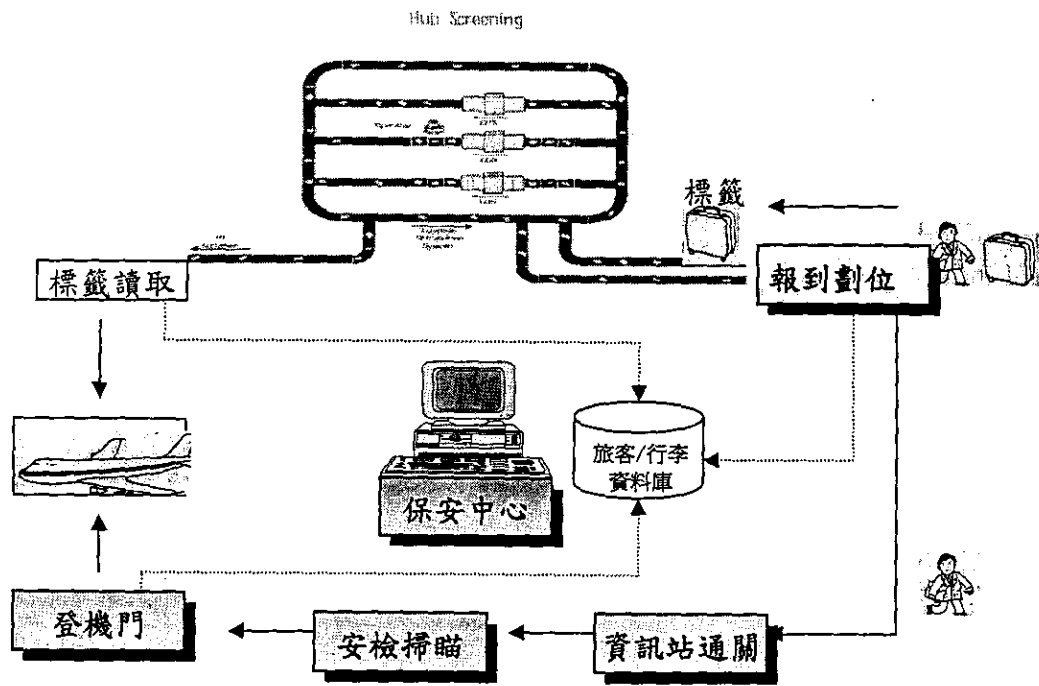 Hub Screening
標籤
標籤讀取
報到劃位
旅客/行李
資料庫
保安中心
登機門
安檢掃瞄
資訊站通關